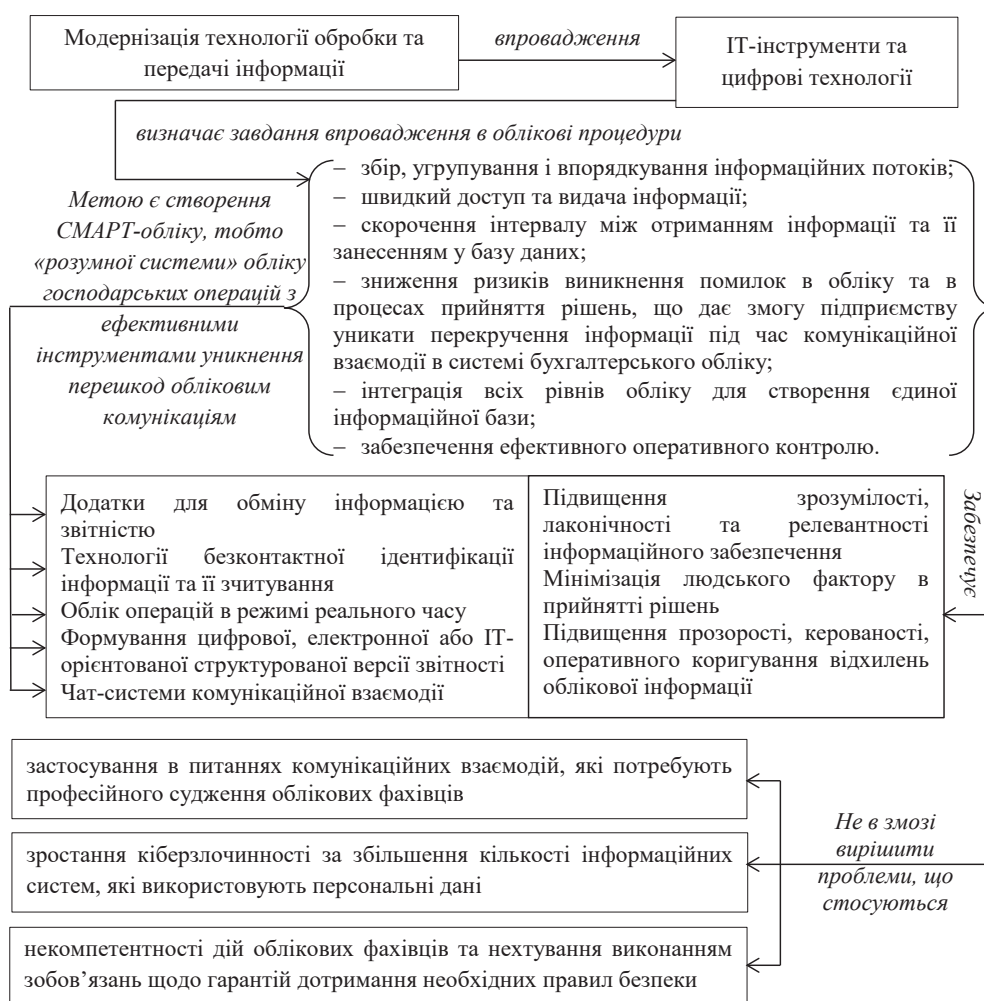 Модернізація технології обробки та
передачі інформації
впровадження
ІТ-інструменти та
цифрові технології
визначає завдання впровадження в облікові процедури
– збір, угрупування і впорядкування інформаційних потоків;
– швидкий доступ та видача інформації;
– скорочення інтервалу між отриманням інформації та її
занесенням у базу даних;
– зниження ризиків виникнення помилок в обліку та в
процесах прийняття рішень, що дає змогу підприємству
уникати перекручення інформації під час комунікаційної
взаємодії в системі бухгалтерського обліку;
– інтеграція всіх рівнів обліку для створення єдиної
інформаційної бази;
– забезпечення ефективного оперативного контролю.
Метою є створення
СМАРТ-обліку, тобто
«розумної системи» обліку
господарських операцій з
ефективними
інструментами уникнення
перешкод обліковим
комунікаціям
Додатки для обміну інформацією та
звітністю
Технології безконтактної ідентифікації
інформації та її зчитування
Облік операцій в режимі реального часу
Формування цифрової, електронної або ІТ-
орієнтованої структурованої версії звітності
Чат-системи комунікаційної взаємодії
Підвищення зрозумілості,
лаконічності та релевантності
інформаційного забезпечення
Мінімізація людського фактору в
прийнятті рішень
Підвищення прозорості, керованості,
оперативного коригування відхилень
облікової інформації
Забезпечує
застосування в питаннях комунікаційних взаємодій, які потребують
професійного судження облікових фахівців
зростання кіберзлочинності за збільшення кількості інформаційних
систем, які використовують персональні дані
некомпетентності дій облікових фахівців та нехтування виконанням
зобов’язань щодо гарантій дотримання необхідних правил безпеки
Не в змозі
вирішити
проблеми, що
стосуються